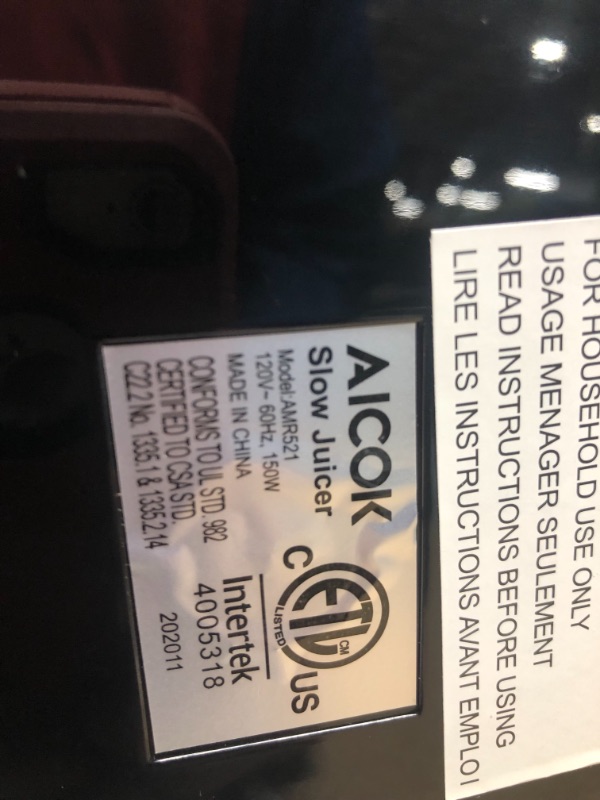 FOR HOUSEHOLD USE ONLY
USAGE MENAGER SEULEMENT
READ INSTRUCTIONS BEFORE USING
LIRE LES INSTRUCTIONS AVANT EMPLOI
AICOK
Slow Juicer
Model:AMR521
120V~ 60Hz, 150W
MADE IN CHINA
CONFORMS TO UL STD. 982
CERTIFIED TO CSA STD.
C22.2 No. 1335.1 & 1335.2.14
C ETL CM US
LISTED
Intertek
4005318
202011